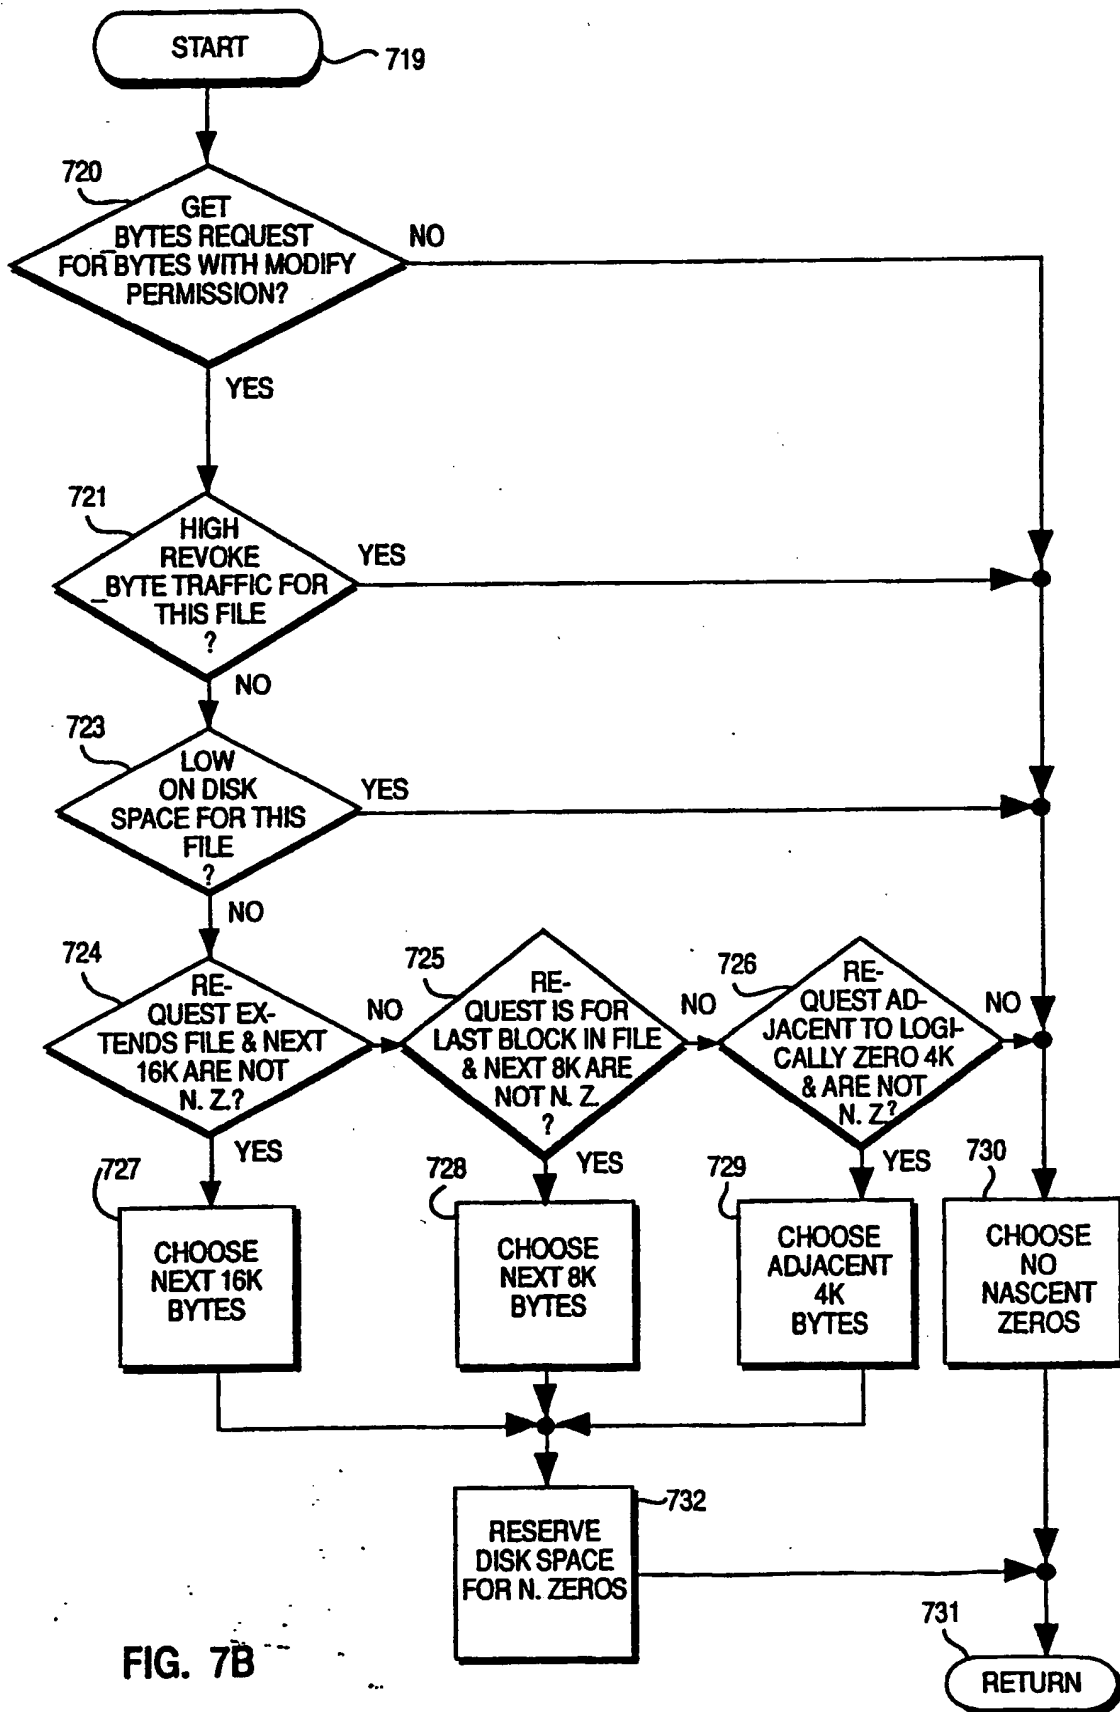 START
719
720
GET
_BYTES REQUEST
FOR BYTES WITH MODIFY
PERMISSION?
NO
YES
721
HIGH
REVOKE
_BYTE TRAFFIC FOR
THIS FILE
?
YES
NO
723
LOW
ON DISK
SPACE FOR THIS
FILE
?
YES
NO
724
RE-
QUEST EX-
TENDS FILE & NEXT
16K ARE NOT
N. Z.?
NO
YES
725
RE-
QUEST IS FOR
LAST BLOCK IN FILE
& NEXT 8K ARE
NOT N. Z.
?
NO
YES
726
RE-
QUEST AD-
JACENT TO LOGI-
CALLY ZERO 4K
& ARE NOT
N. Z.?
NO
YES
727
CHOOSE
NEXT 16K
BYTES
728
CHOOSE
NEXT 8K
BYTES
729
CHOOSE
ADJACENT
4K
BYTES
730
CHOOSE
NO
NASCENT
ZEROS
732
RESERVE
DISK SPACE
FOR N. ZEROS
731
RETURN
FIG. 7B